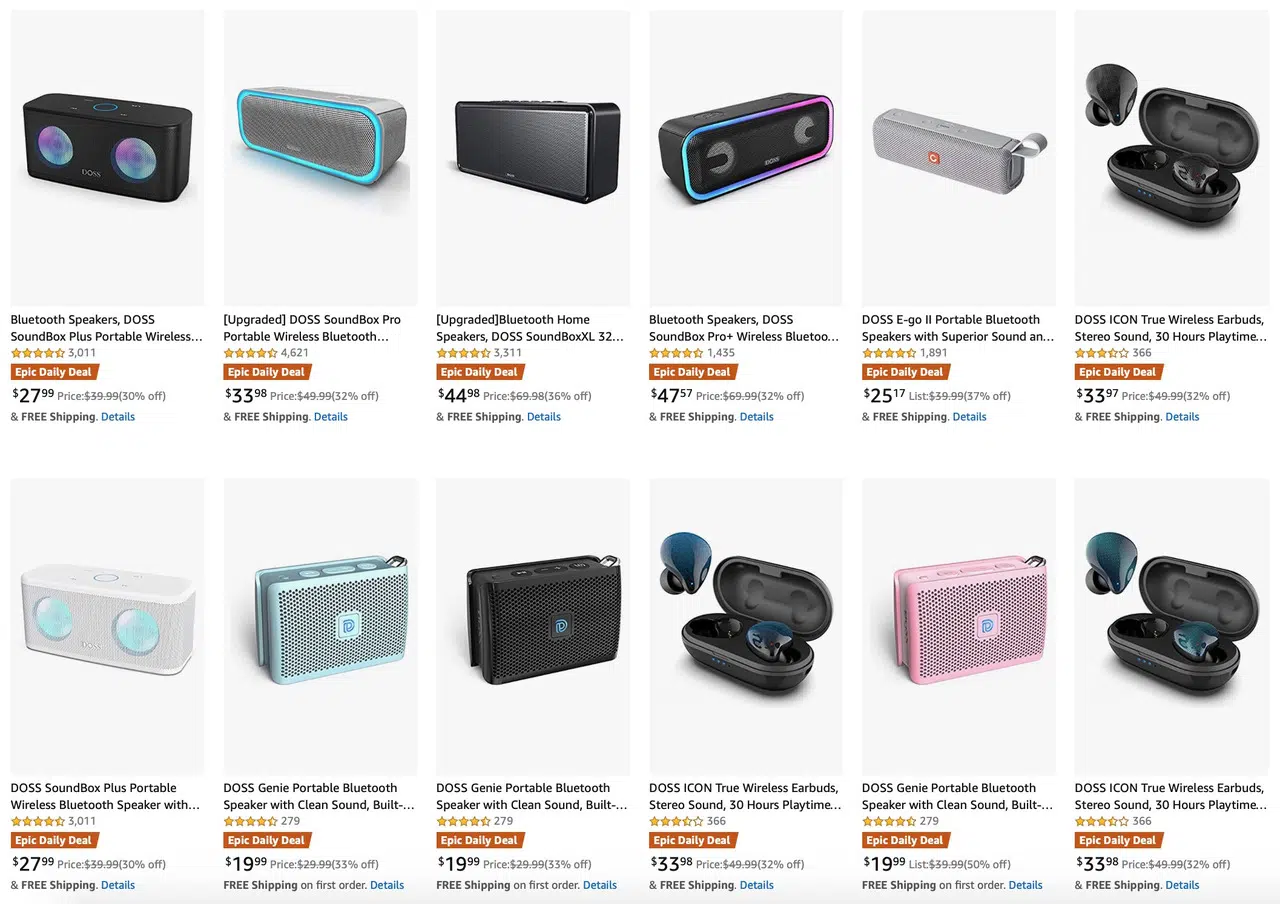 DOSS
DOSS
Bluetooth Speakers, DOSS
SoundBox Plus Portable Wireless...
3,011
Epic Daily Deal
$27 99 Price:$39.99(30% off)
& FREE Shipping. Details
[Upgraded] DOSS SoundBox Pro
Portable Wireless Bluetooth...
4,621
Epic Daily Deal
$33 98 Price:$49.99(32% off)
& FREE Shipping. Details
[Upgraded]Bluetooth Home
Speakers, DOSS SoundBoxXL 32...
3,311
Epic Daily Deal
$44 98 Price:$69.98(36% off)
& FREE Shipping. Details
Bluetooth Speakers, DOSS
SoundBox Pro+ Wireless Bluetoo...
1,435
Epic Daily Deal
$47 57 Price:$69.99(32% off)
& FREE Shipping. Details
DOSS E-go II Portable Bluetooth
Speakers with Superior Sound an...
1,891
Epic Daily Deal
$25 17 List:$39.99(37% off)
& FREE Shipping. Details
DOSS ICON True Wireless Earbuds,
Stereo Sound, 30 Hours Playtime...
366
Epic Daily Deal
$33 97 Price:$49.99(32% off)
& FREE Shipping. Details
DOSS
DOSS SoundBox Plus Portable
Wireless Bluetooth Speaker with...
3,011
Epic Daily Deal
$27 99 Price:$39.99(30% off)
& FREE Shipping. Details
DOSS Genie Portable Bluetooth
Speaker with Clean Sound, Built-...
279
Epic Daily Deal
$19 99 Price:$29.99(33% off)
FREE Shipping on first order. Details
DOSS Genie Portable Bluetooth
Speaker with Clean Sound, Built-...
279
Epic Daily Deal
$19 99 Price:$29.99(33% off)
FREE Shipping on first order. Details
DOSS ICON True Wireless Earbuds,
Stereo Sound, 30 Hours Playtime...
366
Epic Daily Deal
$33 98 Price:$49.99(32% off)
& FREE Shipping. Details
DOSS Genie Portable Bluetooth
Speaker with Clean Sound, Built-...
279
Epic Daily Deal
$19 99 List:$39.99(50% off)
FREE Shipping on first order. Details
DOSS ICON True Wireless Earbuds,
Stereo Sound, 30 Hours Playtime...
366
Epic Daily Deal
$33 98 Price:$49.99(32% off)
& FREE Shipping. Details